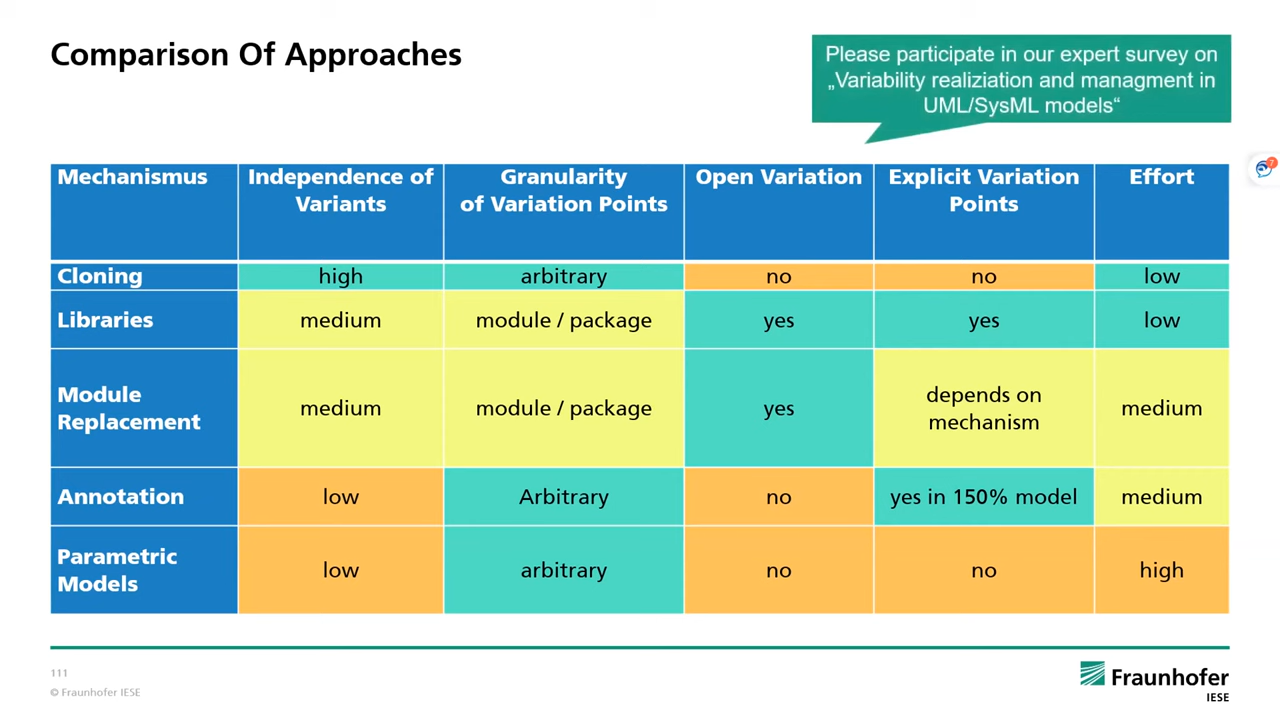 Comparison Of Approaches
Please participate in our expert survey on
„Variability realiziation and managment in
UML/SysML models“
7
Mechanismus
Independence of
Variants
Granularity
of Variation Points
Open Variation
Explicit Variation
Points
Effort
Cloning
high
arbitrary
no
no
low
Libraries
medium
module / package
yes
yes
low
Module
Replacement
medium
module / package
yes
depends on
mechanism
medium
Annotation
low
Arbitrary
no
yes in 150% model
medium
Parametric
Models
low
arbitrary
no
no
high
111
© Fraunhofer IESE
Fraunhofer
IESE